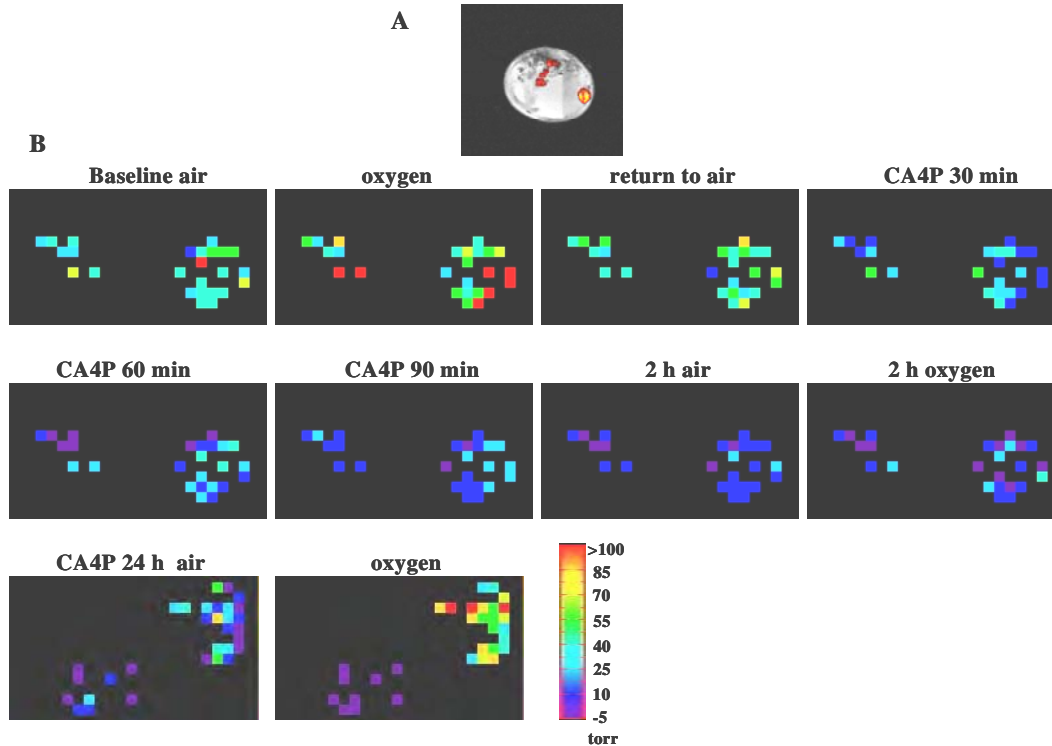 A
B
Baseline air oxygen return to air CA4P 30 min
CA4P 60 min CA4P 90 min 2 h air 2 h oxygen
CA4P 24 h air oxygen
>100
85
70
55
40
25
10
-5
torr